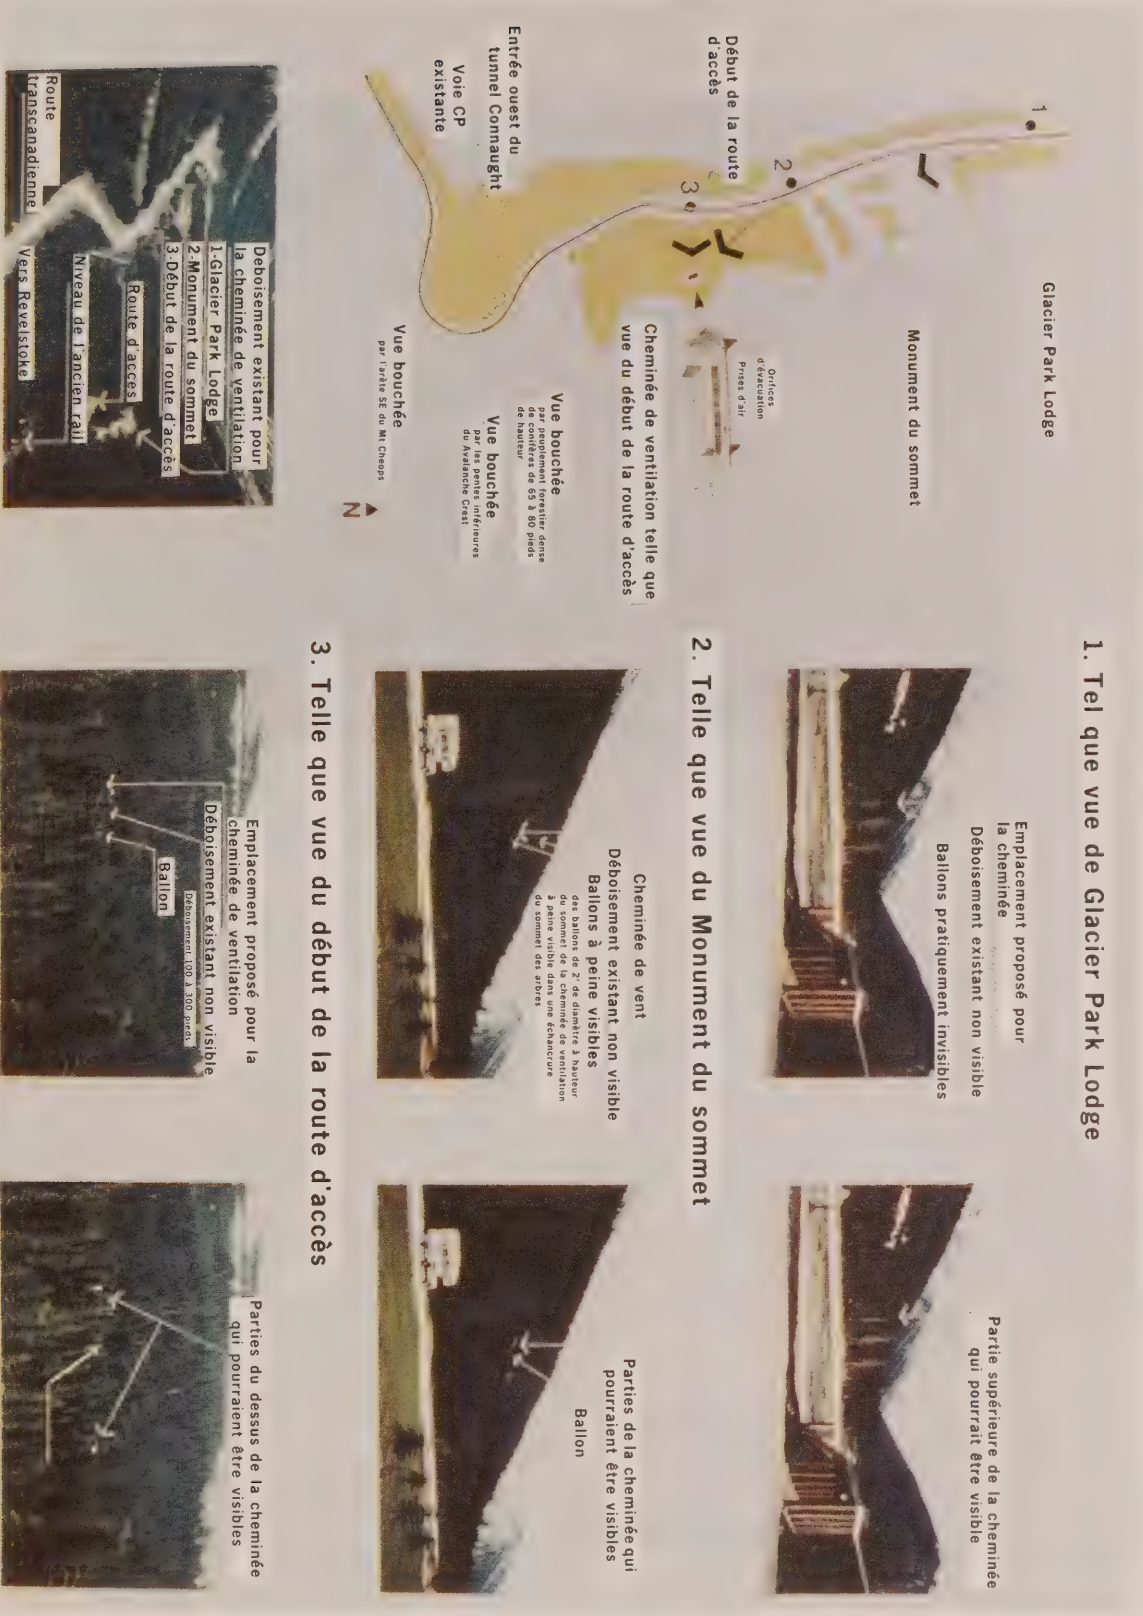 1. Tel que vue de Glacier Park Lodge
Emplacement proposé pour
la cheminée
Déboisement existant non visible
Ballons pratiquement invisibles
Partie supérieure de la cheminée
qui pourrait être visible
2. Telle que vue du Monument du sommet
Cheminée de vent
Déboisement existant non visible
Ballons à peine visibles
des ballons de 2' de diamètre à hauteur
du sommet de la cheminée de ventilation
à peine visible dans une échancrure
du sommet des arbres
Parties de la cheminée qui
pourraient être visibles
Ballon
3. Telle que vue du début de la route d'accès
Emplacement proposé pour la
cheminée de ventilation
Déboisement existant non visible
Déboisement 100 à 300 pieds
Ballon
Parties du dessus de la cheminée
qui pourraient être visibles
1
Glacier Park Lodge
Monument du sommet
2
Orifices
d'évacuation
Prises d'air
Début de la route
d'accès
3
Cheminée de ventilation telle que
vue du début de la route d'accès
Vue bouchée
par peuplement forestier dense
de conifères de 65 à 80 pieds
de hauteur
Entrée ouest du
tunnel Connaught
Vue bouchée
par les pentes inférieures
du Avalanche Crest
Voie CP
existante
Vue bouchée
par l'arête SE du Mt Cheops
N
Deboisement existant pour
la cheminée de ventilation
1-Glacier Park Lodge
2-Monument du sommet
3-Début de la route d'accès
Route d'acces
Niveau de l'ancien rail
Route
transcanadienne
Vers Revelstoke